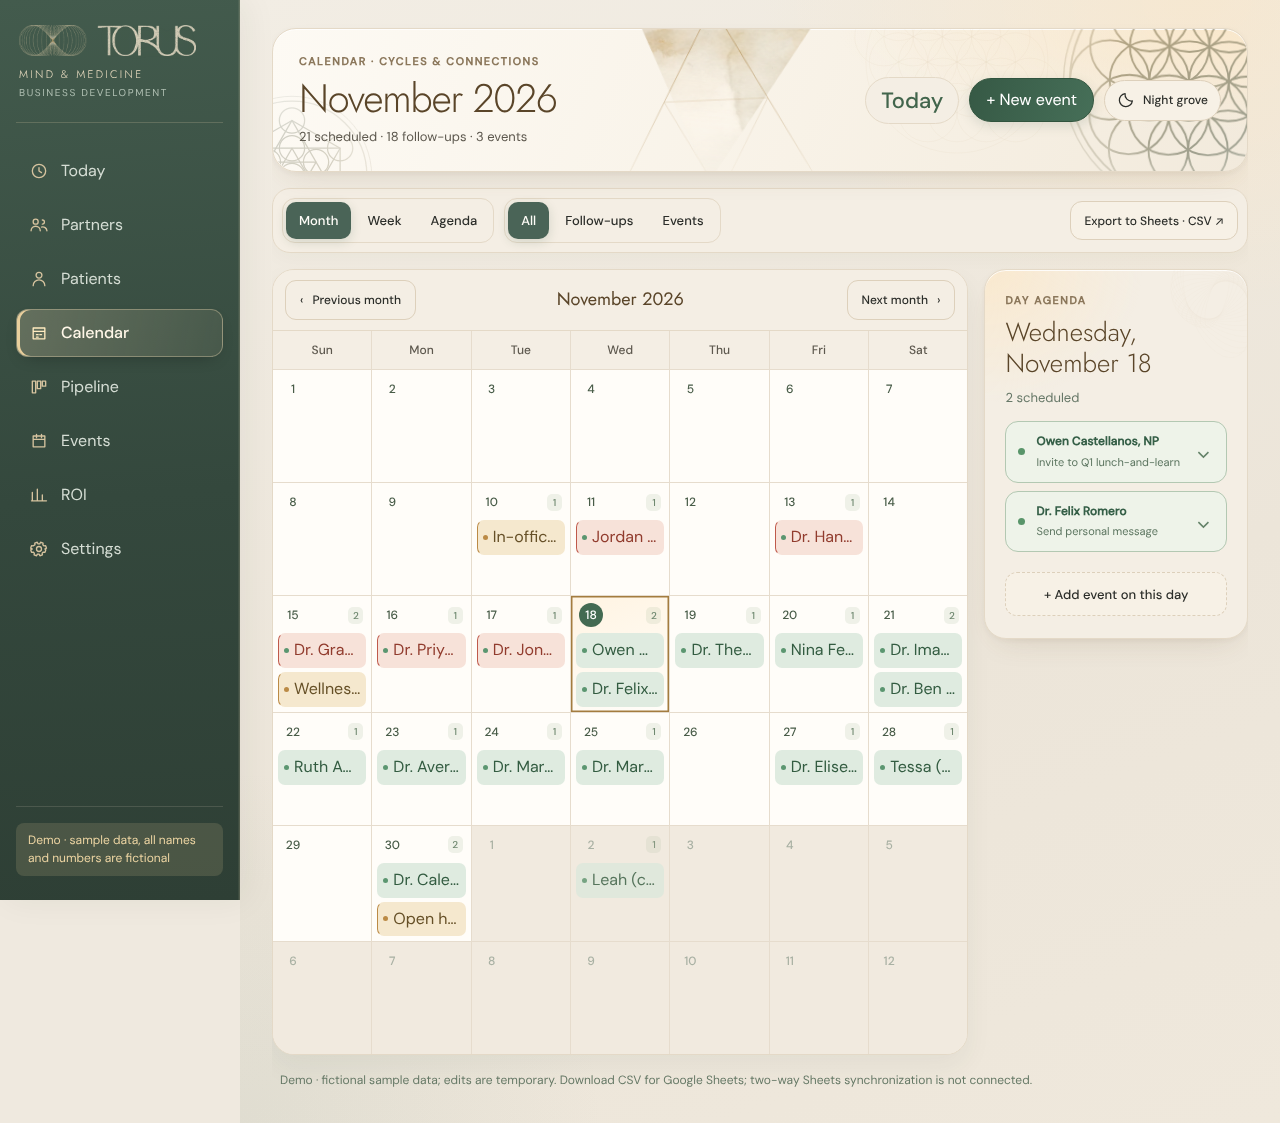 TORUS
MIND & MEDICINE
BUSINESS DEVELOPMENT
Today
Partners
Patients
Calendar
Pipeline
Events
ROI
Settings
Demo · sample data, all names
and numbers are fictional
CALENDAR · CYCLES & CONNECTIONS
November 2026
21 scheduled · 18 follow-ups · 3 events
Today
+ New event
Night grove
Month Week Agenda
All Follow-ups Events
Export to Sheets · CSV ↗
‹ Previous month
November 2026
Next month ›
Sun Mon Tue Wed Thu Fri Sat
1 2 3 4 5 6 7
8 9 10 1 11 1 12 13 1 14
In-offic... Jordan ... Dr. Han...
15 2 16 1 17 1 18 2 19 1 20 1 21 2
Dr. Gra... Dr. Priy... Dr. Jon... Owen ... Dr. The... Nina Fe... Dr. Ima...
Wellnes... Dr. Felix... Dr. Ben ...
22 1 23 1 24 1 25 1 26 27 1 28 1
Ruth A... Dr. Aver... Dr. Mar... Dr. Mar... Dr. Elise... Tessa (...
29 30 2 1 2 1 3 4 5
Dr. Cale... Leah (c...
Open h...
6 7 8 9 10 11 12
DAY AGENDA
Wednesday,
November 18
2 scheduled
Owen Castellanos, NP
Invite to Q1 lunch-and-learn
Dr. Felix Romero
Send personal message
+ Add event on this day
Demo · fictional sample data; edits are temporary. Download CSV for Google Sheets; two-way Sheets synchronization is not connected.